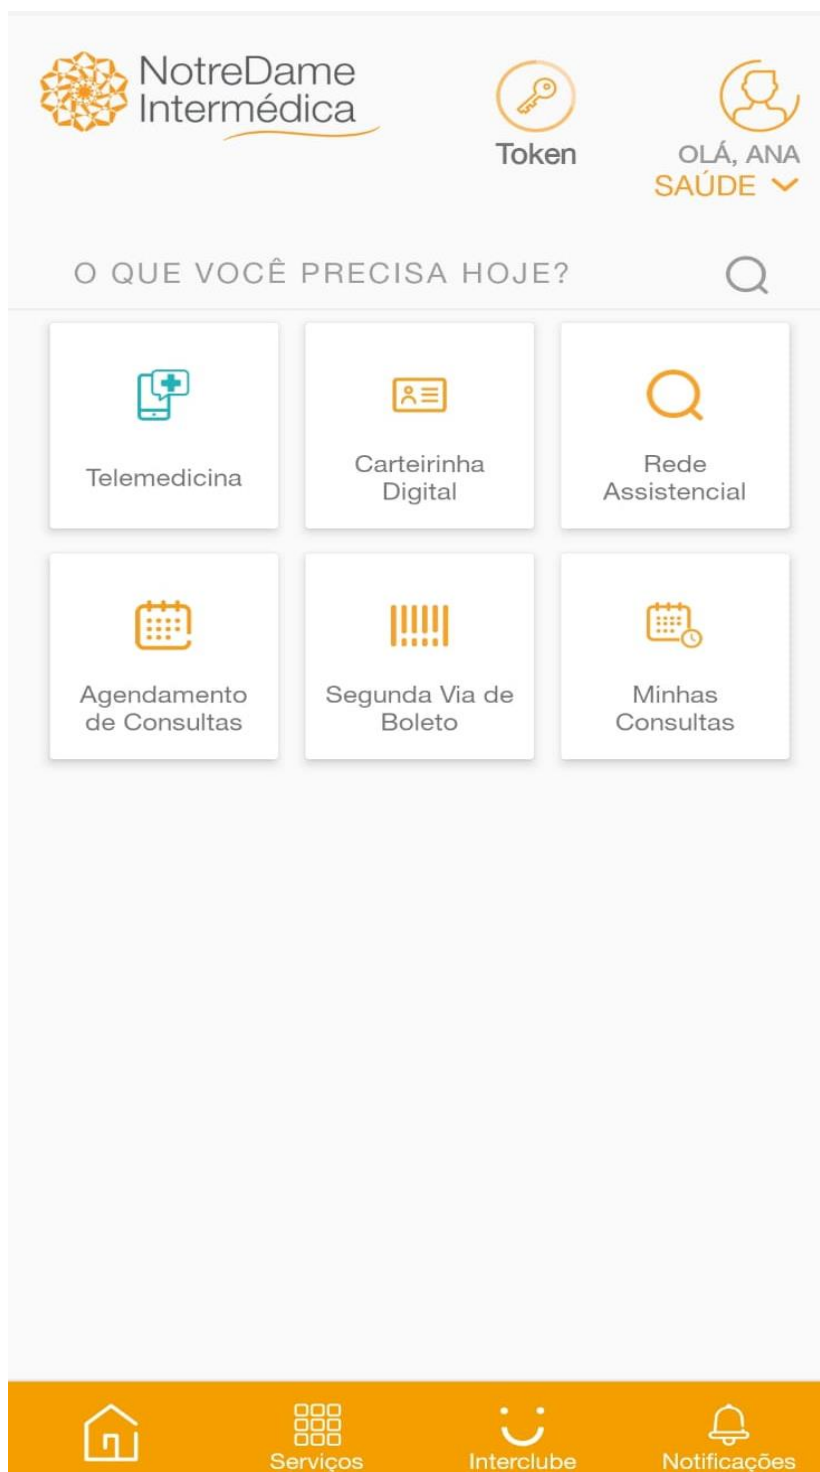 NotreDame
Intermédica
Token
OLÁ, ANA
SAÚDE
O QUE VOCÊ PRECISA HOJE?
Telemedicina
Carteirinha
Digital
Rede
Assistencial
Agendamento
de Consultas
Segunda Via de
Boleto
Minhas
Consultas
Serviços
Interclube
Notificações